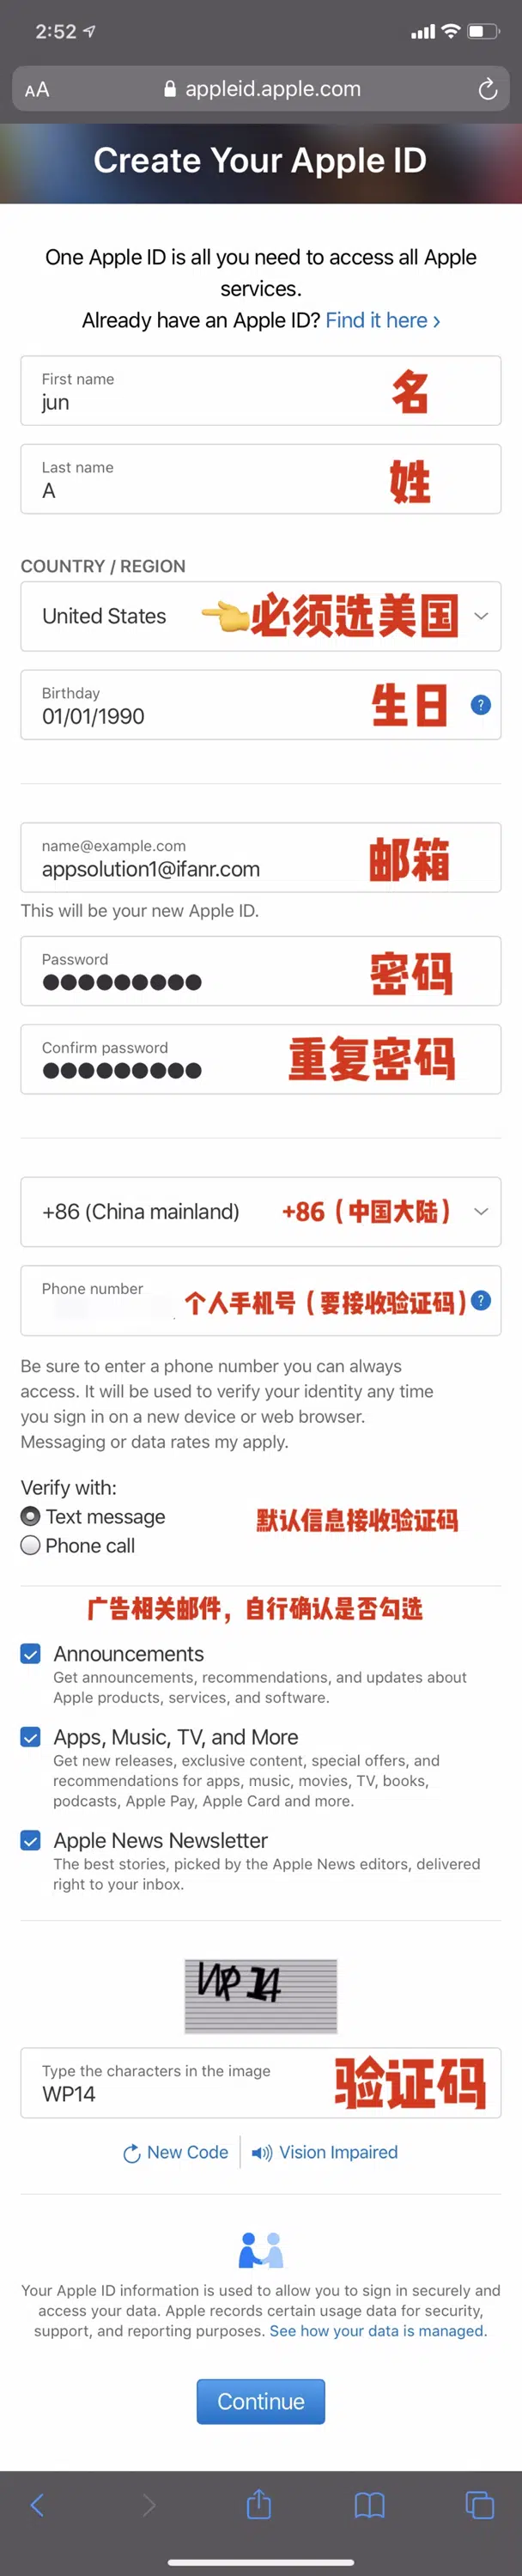 2:52
AA appleid.apple.com
Create Your Apple ID
One Apple ID is all you need to access all Apple
services.
Already have an Apple ID? Find it here ›
First name
jun 名
Last name
A 姓
COUNTRY / REGION
United States 必须选美国
Birthday
01/01/1990 生日 ?
name@example.com
appsolution1@ifanr.com 邮箱
This will be your new Apple ID.
Password
密码
Confirm password
重复密码
+86 (China mainland) +86（中国大陆）
Phone number
个人手机号（要接收验证码） ?
Be sure to enter a phone number you can always
access. It will be used to verify your identity any time
you sign in on a new device or web browser.
Messaging or data rates my apply.
Verify with:
Text message 默认信息接收验证码
Phone call
广告相关邮件，自行确认是否勾选
Announcements
Get announcements, recommendations, and updates about
Apple products, services, and software.
Apps, Music, TV, and More
Get new releases, exclusive content, special offers, and
recommendations for apps, music, movies, TV, books,
podcasts, Apple Pay, Apple Card and more.
Apple News Newsletter
The best stories, picked by the Apple News editors, delivered
right to your inbox.
WP14
Type the characters in the image
WP14 验证码
New Code Vision Impaired
Your Apple ID information is used to allow you to sign in securely and
access your data. Apple records certain usage data for security,
support, and reporting purposes. See how your data is managed.
Continue